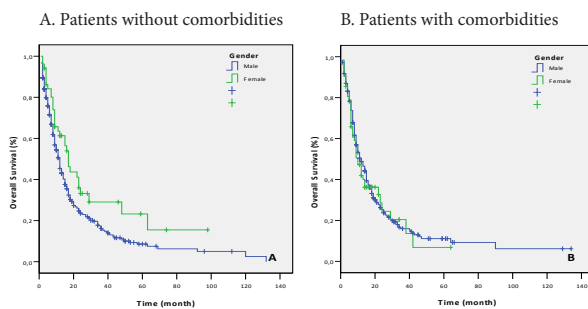 A. Patients without comorbidities
B. Patients with comorbidities
Gender
Male
Female
Overall Survival (%)
1,0
0,8
0,6
0,4
0,2
0,0
0 20 40 60 80 100 120 140
Time (month)
A
Gender
Male
Female
Overall Survival (%)
1,0
0,8
0,6
0,4
0,2
0,0
0 20 40 60 80 100 120 140
Time (month)
B